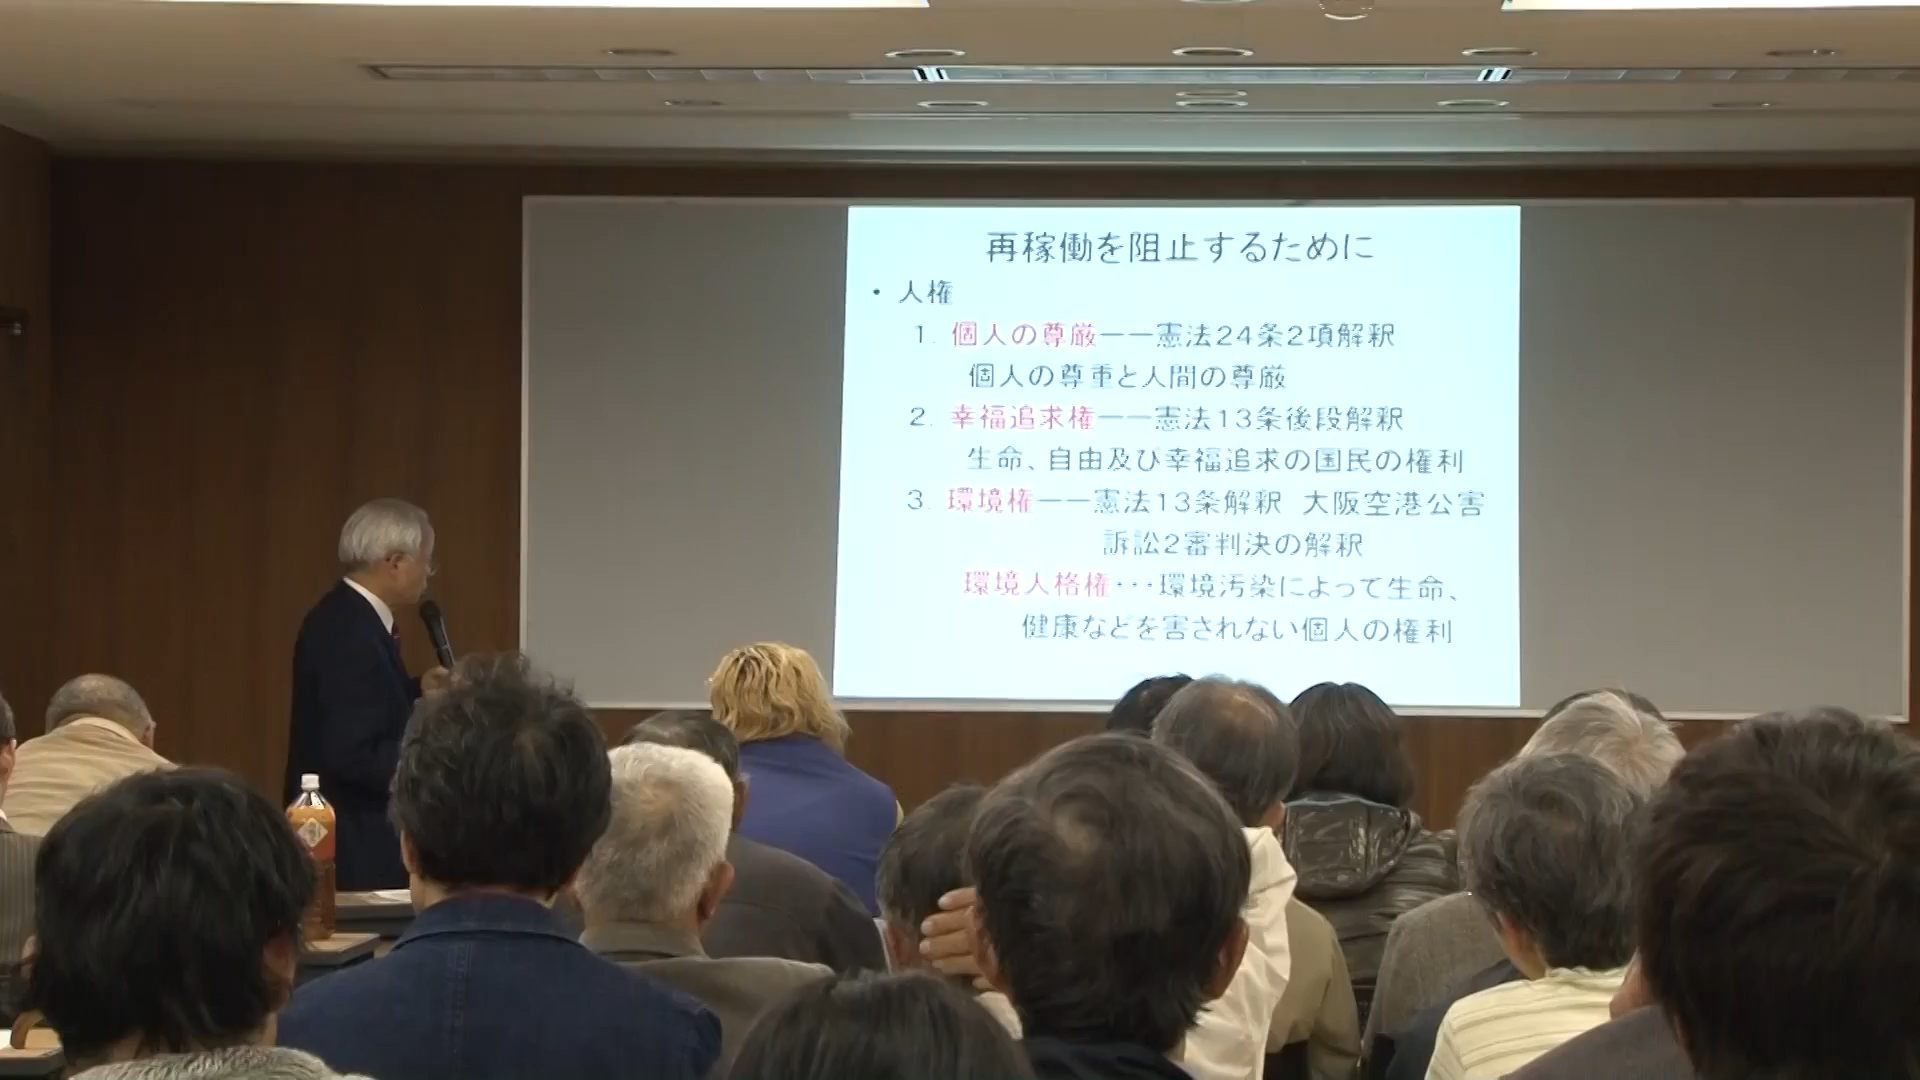 再稼働を阻止するために
・ 人権
1. 個人の尊厳――憲法24条2項解釈
個人の尊重と人間の尊厳
2. 幸福追求権――憲法13条後段解釈
生命、自由及び幸福追求の国民の権利
3. 環境権――憲法13条解釈 大阪空港公害
訴訟2審判決の解釈
環境人格権・・・環境汚染によって生命、
健康などを害されない個人の権利